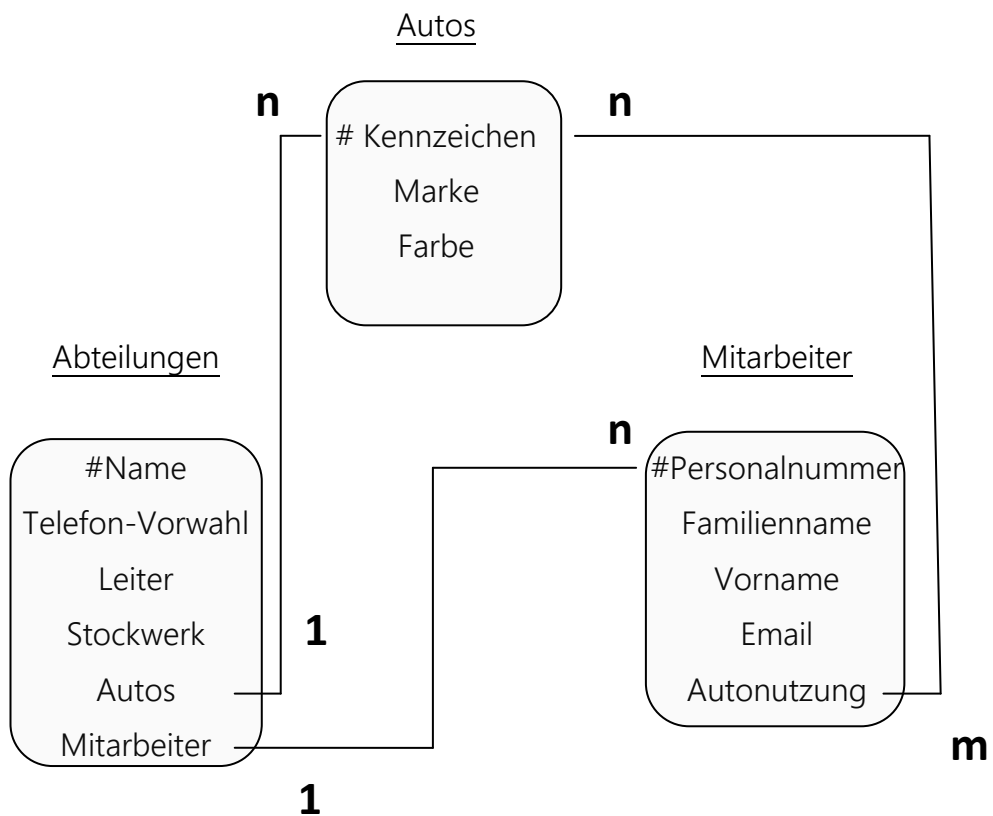 Autos
n
n
# Kennzeichen
Marke
Farbe
Abteilungen
#Name
Telefon-Vorwahl
Leiter
Stockwerk
Autos
Mitarbeiter
1
1
Mitarbeiter
n
#Personalnummer
Familienname
Vorname
Email
Autonutzung
m